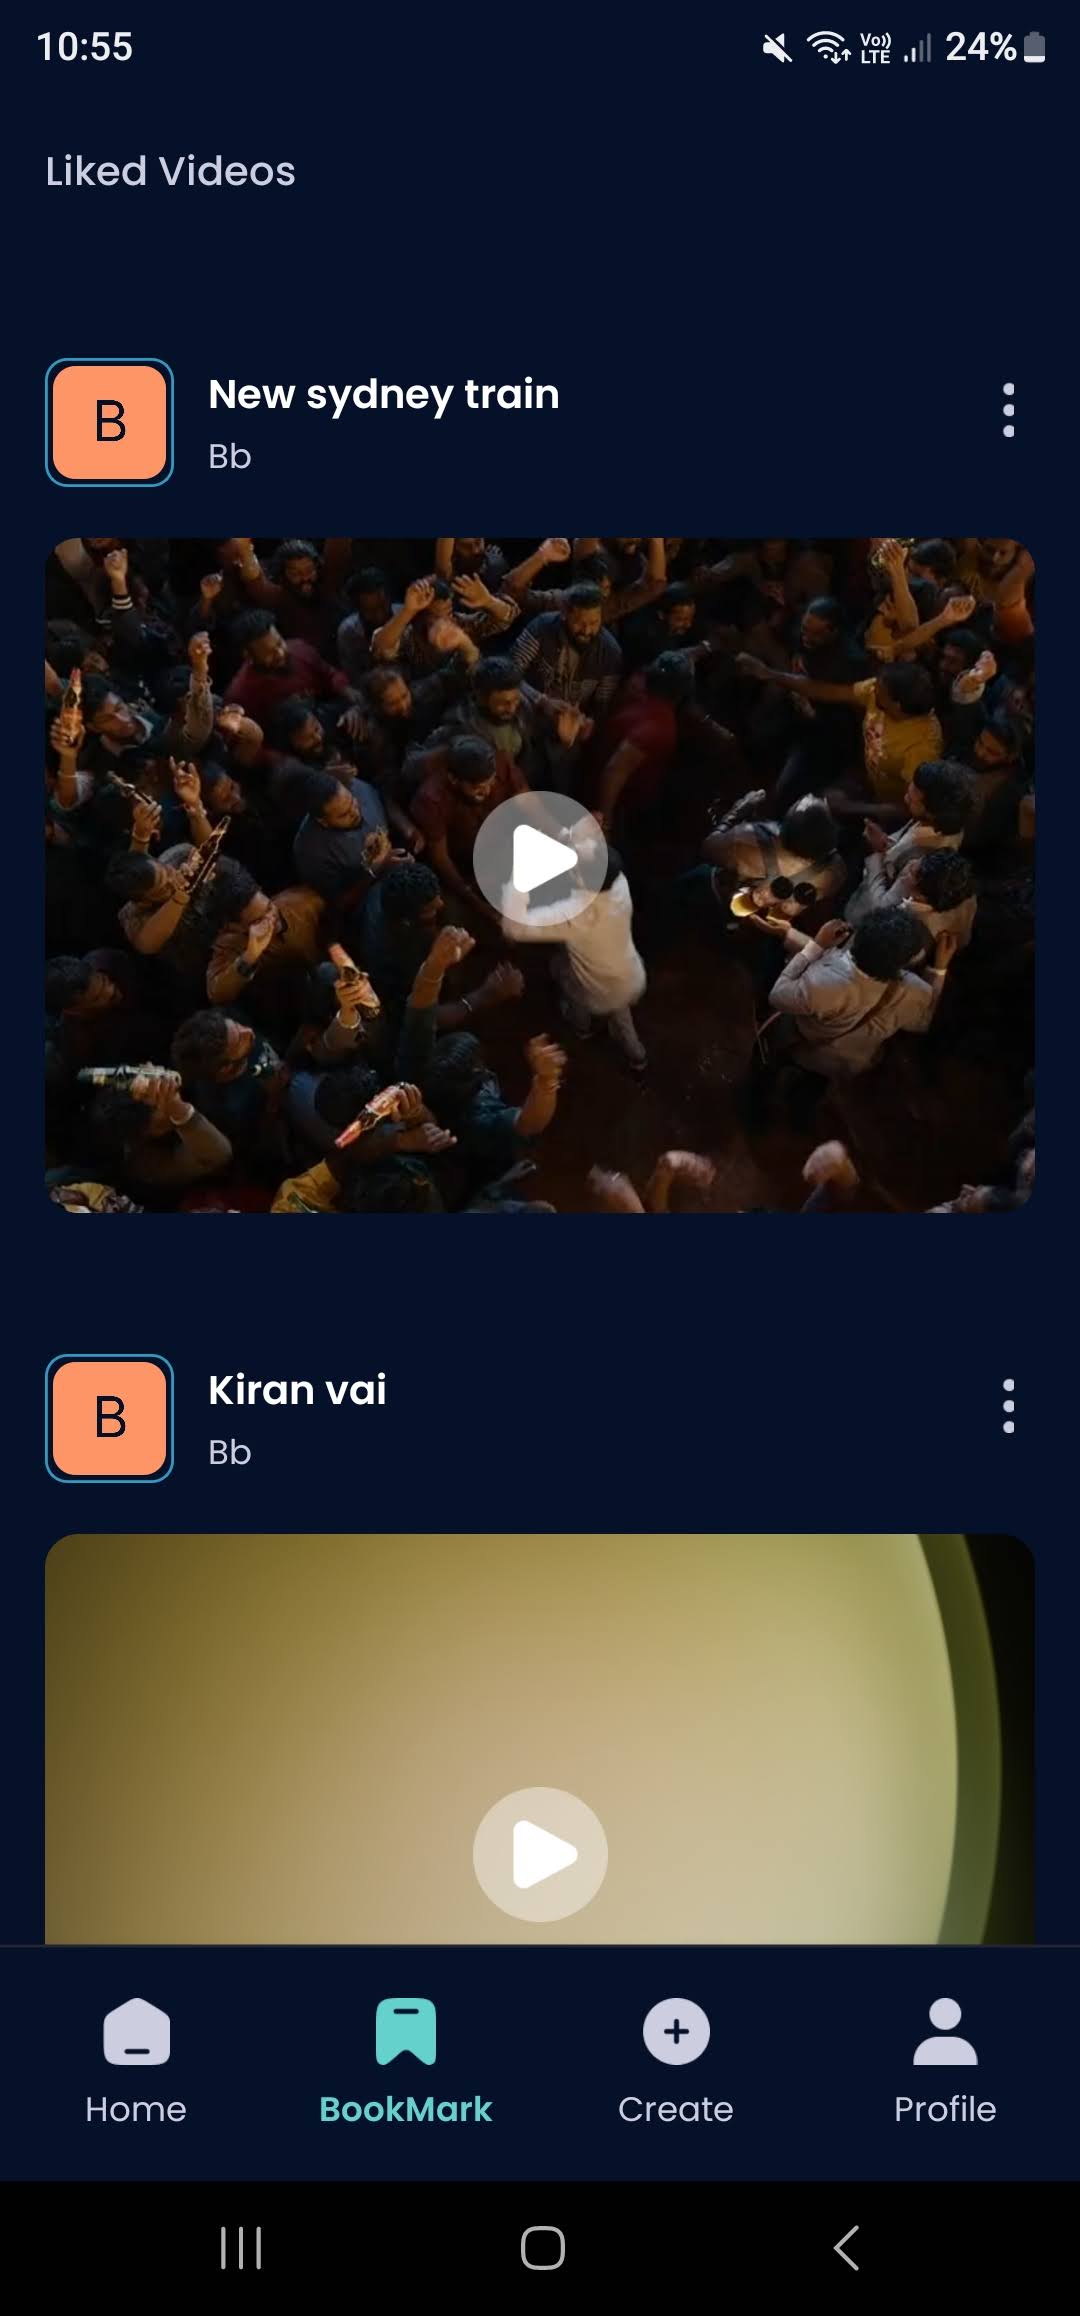 10:55
Vo)) LTE 24%
Liked Videos
B
New sydney train
Bb
B
Kiran vai
Bb
Home
BookMark
Create
Profile